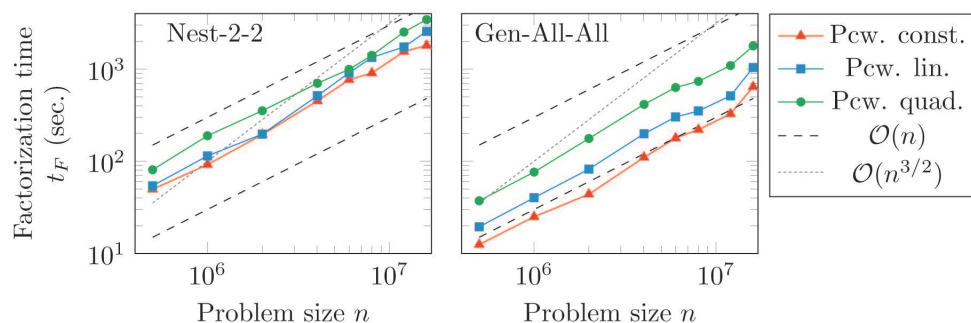 Factorization time
t_F (sec.)
10^3
10^2
10^1
Nest-2-2
10^6
10^7
Problem size n
Gen-All-All
10^6
10^7
Problem size n
Pcw. const.
Pcw. lin.
Pcw. quad.
𝒪(n)
𝒪(n^{3/2})